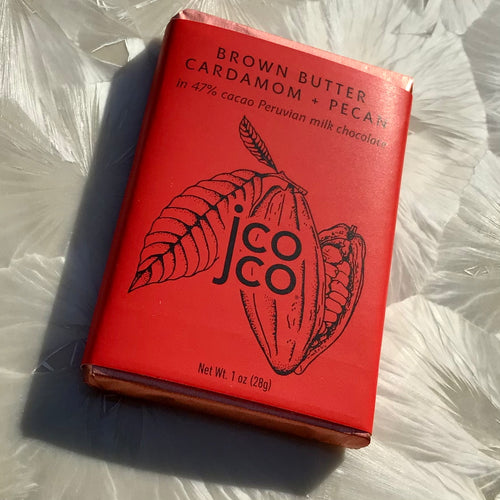 BROWN BUTTER
CARDAMOM + PECAN
in 47% cacao Peruvian milk chocolate
jco
co
Net Wt. 1 oz (28g)